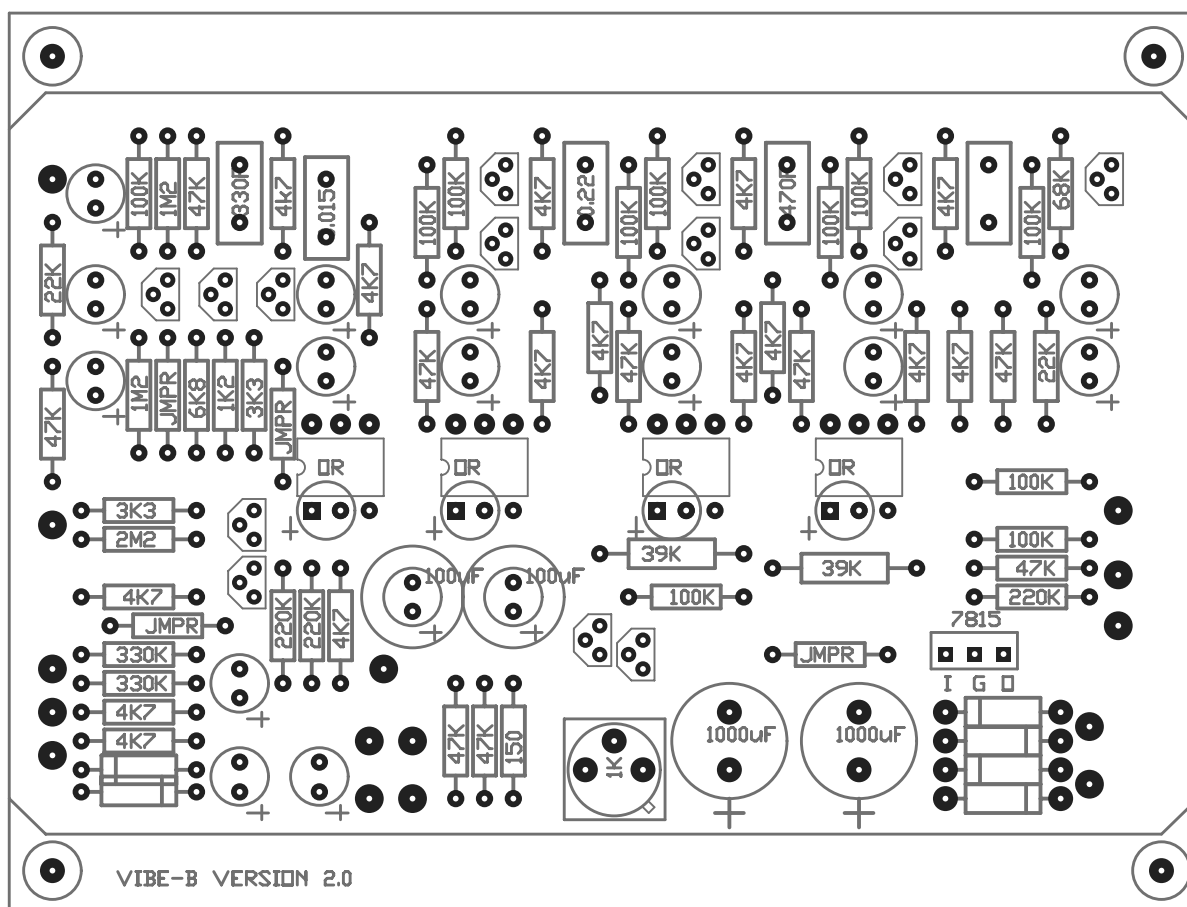 100K 1M2 47K 330P 4k7 .015 100K 100K 4K7 0.22 100K 100K 4K7 470P 100K 100K 4K7 100K 68K
22K 4K7
1M2 JMPR 6K8 1K2 3K3 JMPR 47K 4K7 4K7 47K 4K7 4K7 47K 4K7 4K7 47K 22K
47K
OR OR OR OR
100K
3K3
2M2 100K
39K
39K 47K
100uF 100uF
4K7 100K 220K
220K 220K 4K7
JMPR 7815
330K JMPR
330K I G O
4K7
4K7 47K 47K 150 1K 1000uF 1000uF
VIBE-B VERSION 2.0